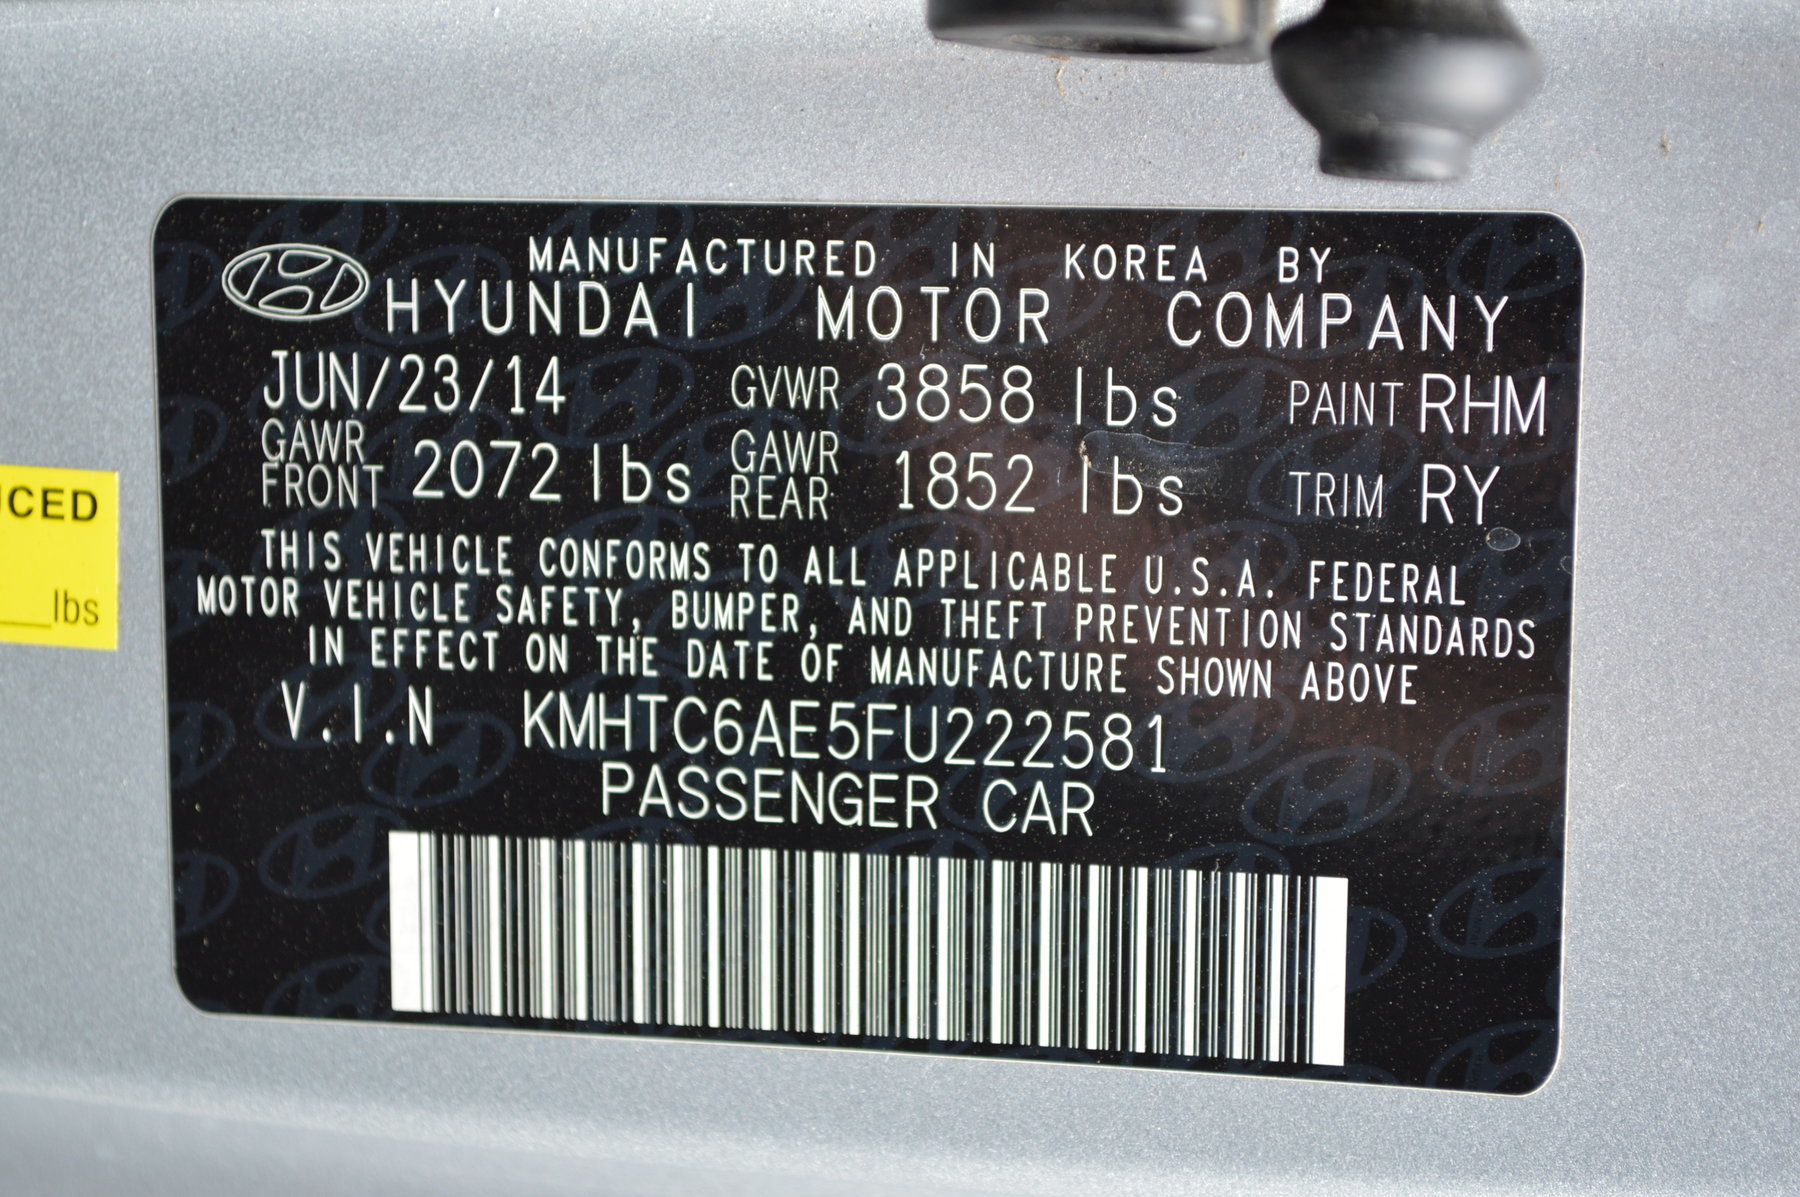 MANUFACTURED IN KOREA BY
HYUNDAI MOTOR COMPANY
JUN/23/14 GVWR 3858 lbs PAINT RHM
GAWR FRONT 2072 lbs GAWR REAR 1852 lbs TRIM RY
THIS VEHICLE CONFORMS TO ALL APPLICABLE U.S.A. FEDERAL
MOTOR VEHICLE SAFETY, BUMPER, AND THEFT PREVENTION STANDARDS
IN EFFECT ON THE DATE OF MANUFACTURE SHOWN ABOVE
V.I.N KMHTC6AE5FU222581
PASSENGER CAR
lbs